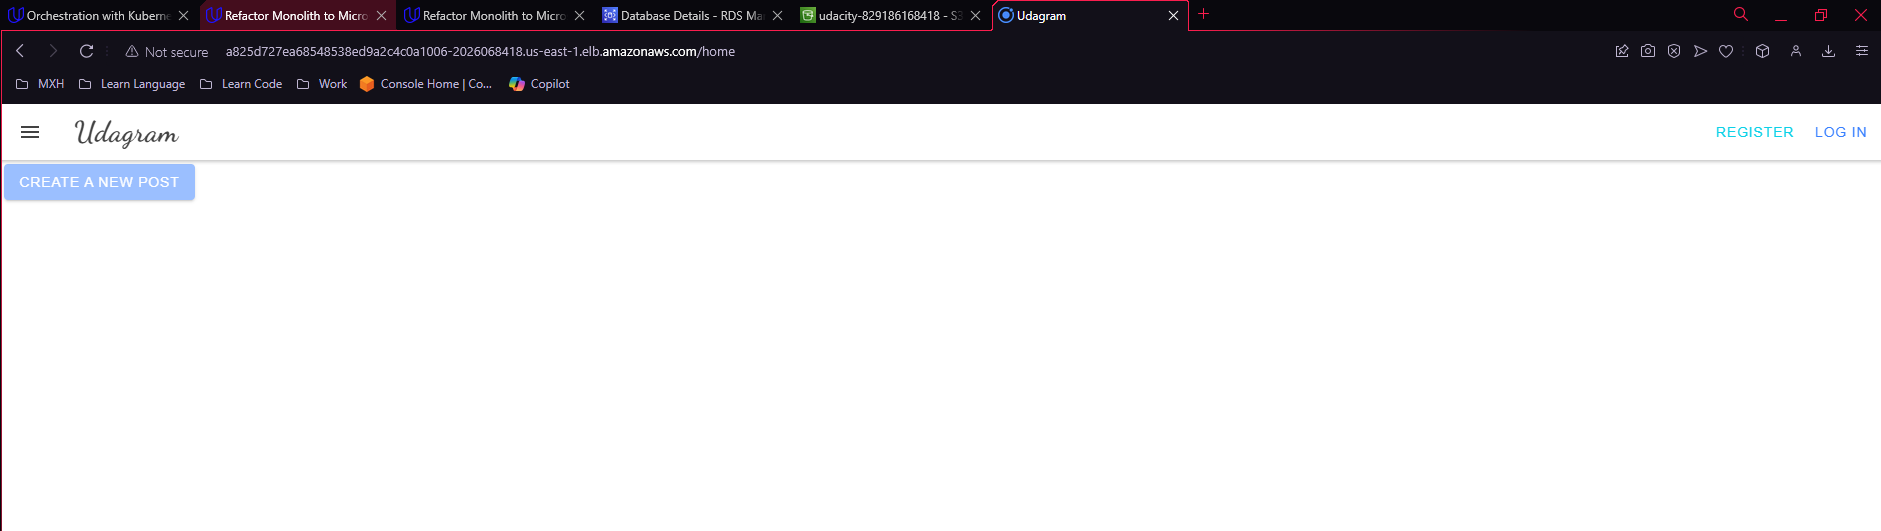 Orchestration with Kuberne Refactor Monolith to Micro Refactor Monolith to Micro Database Details - RDS Ma udacity-829186168418 - S3 Udagram
Not secure a825d727ea68548538ed9a2c4c0a1006-2026068418.us-east-1.elb.amazonaws.com/home
MXH Learn Language Learn Code Work Console Home | Co... Copilot
Udagram REGISTER LOG IN
CREATE A NEW POST